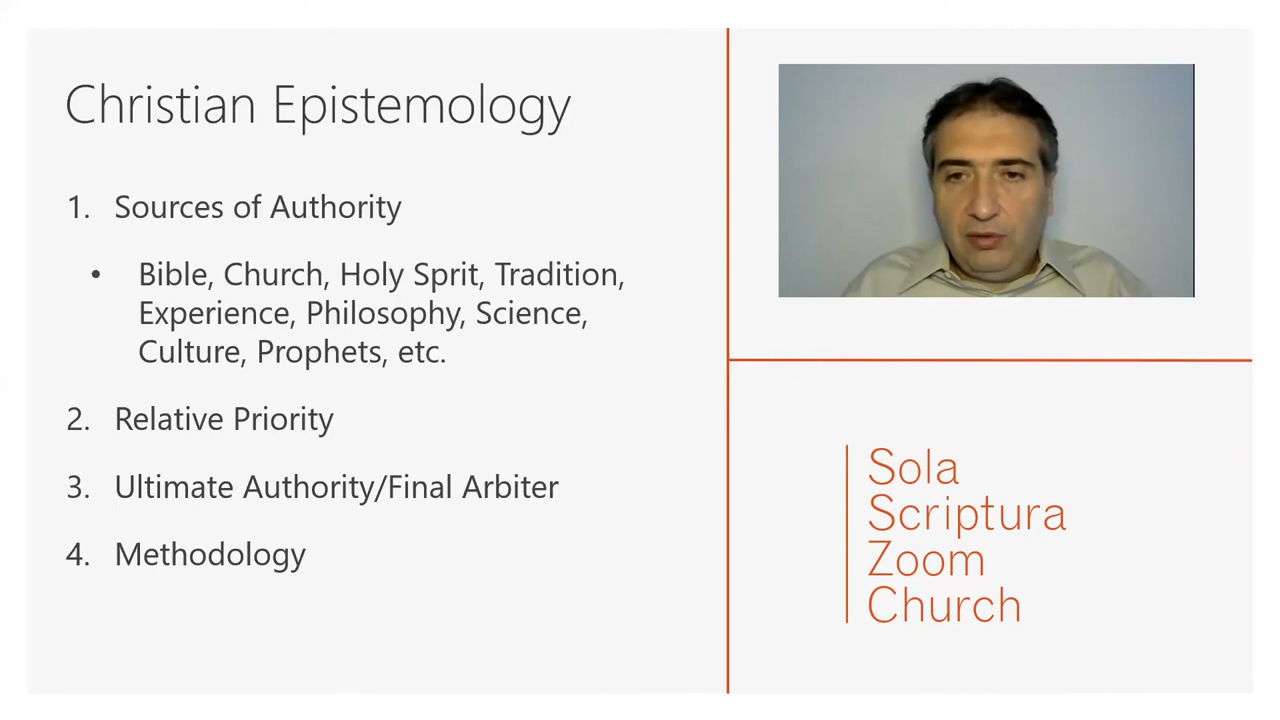 Christian Epistemology
1. Sources of Authority
• Bible, Church, Holy Sprit, Tradition,
Experience, Philosophy, Science,
Culture, Prophets, etc.
2. Relative Priority
3. Ultimate Authority/Final Arbiter
4. Methodology
Sola
Scriptura
Zoom
Church